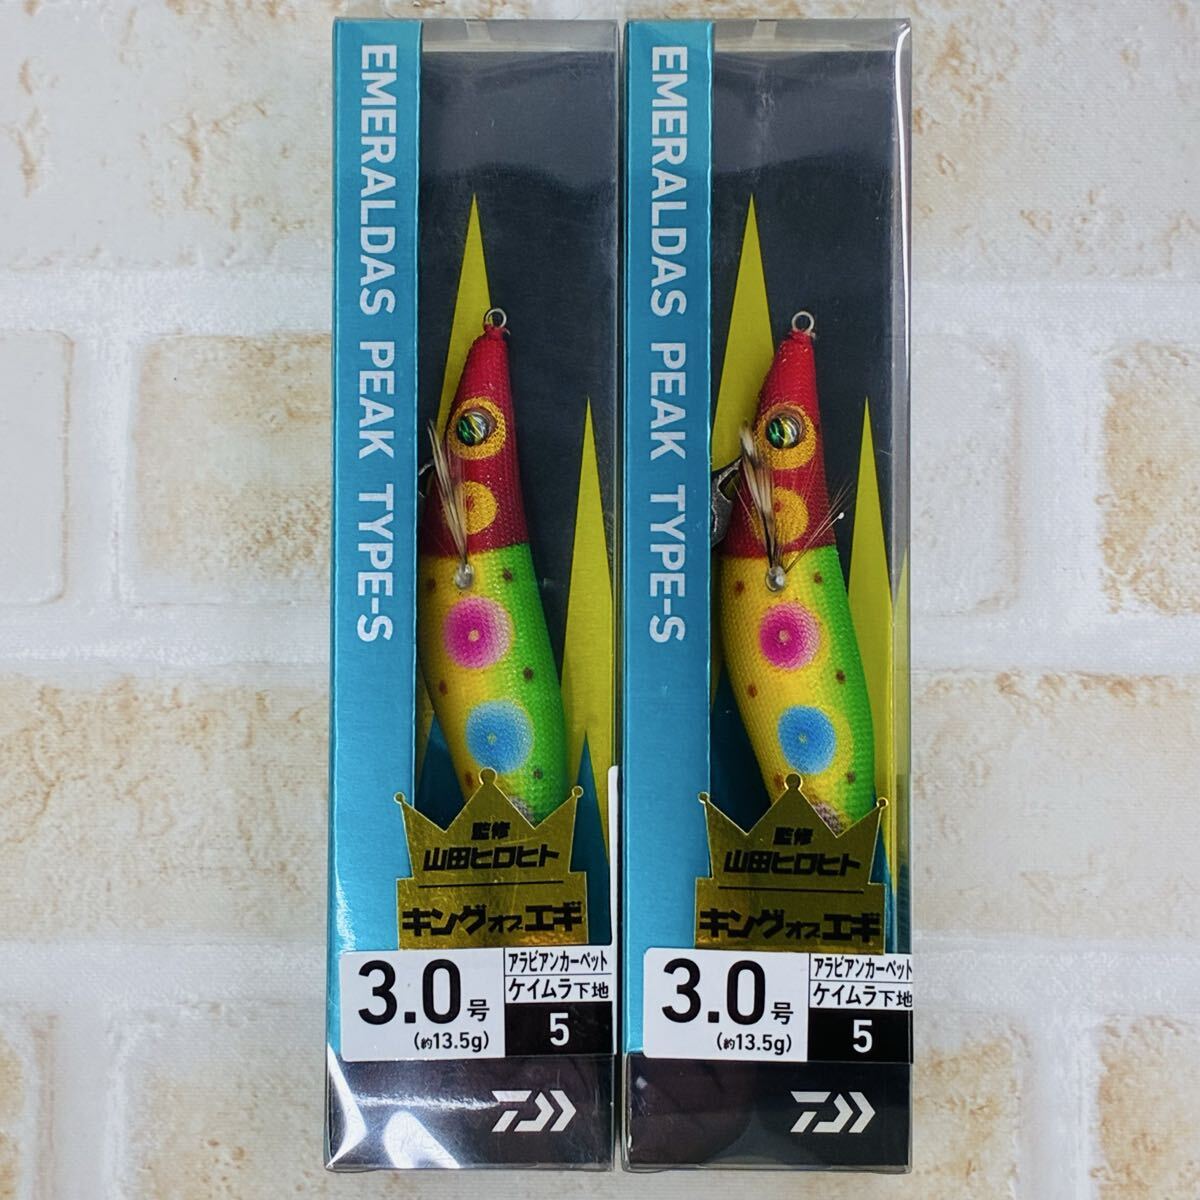 EMERALDAS PEAK TYPE-S
監修
山田ヒロヒト
キングオブエギ
3.0号
(約13.5g)
アラビアンカーペット
ケイムラ下地
5
EMERALDAS PEAK TYPE-S
監修
山田ヒロヒト
キングオブエギ
3.0号
(約13.5g)
アラビアンカーペット
ケイムラ下地
5